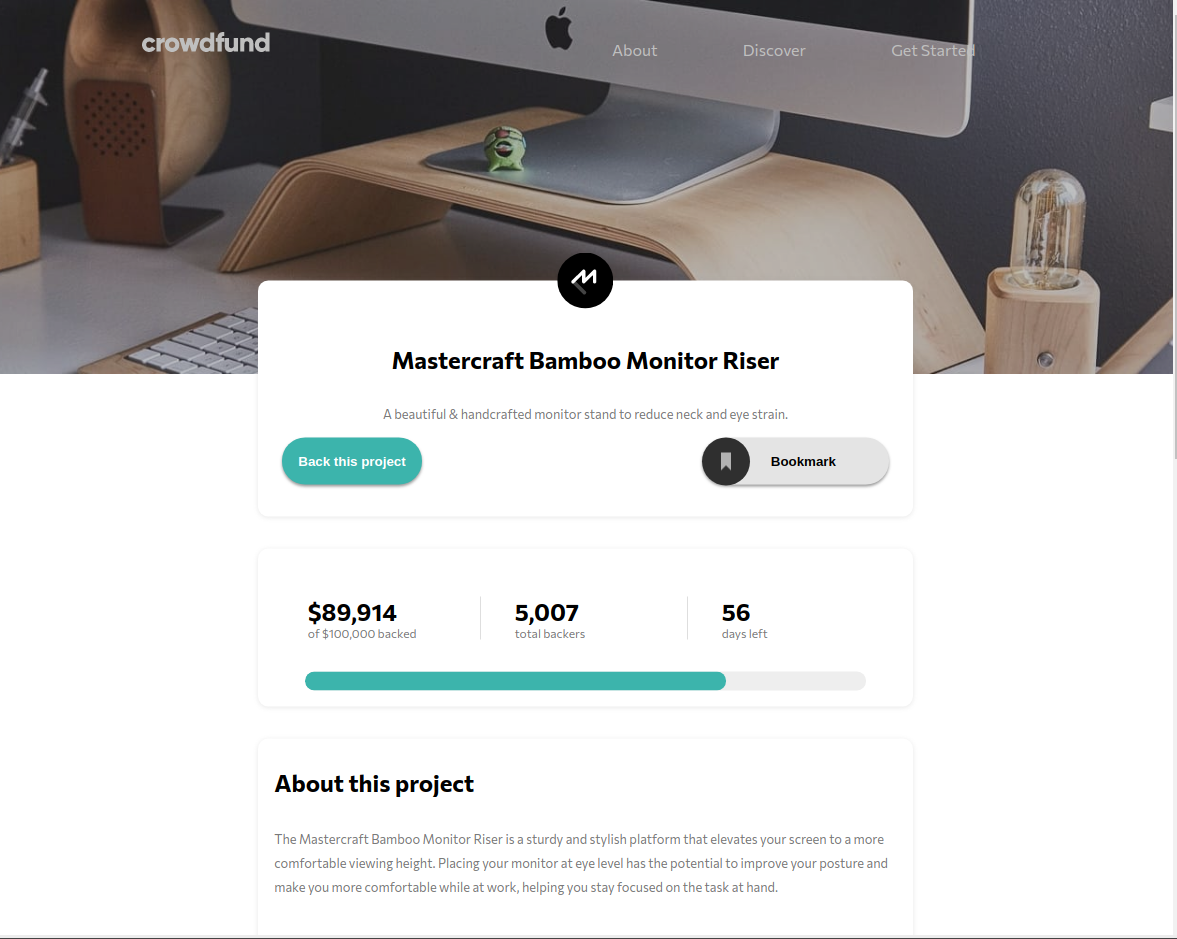 crowdfund
About
Discover
Get Started
Mastercraft Bamboo Monitor Riser
A beautiful & handcrafted monitor stand to reduce neck and eye strain.
Back this project
Bookmark
$89,914
of $100,000 backed
5,007
total backers
56
days left
About this project
The Mastercraft Bamboo Monitor Riser is a sturdy and stylish platform that elevates your screen to a more
comfortable viewing height. Placing your monitor at eye level has the potential to improve your posture and
make you more comfortable while at work, helping you stay focused on the task at hand.